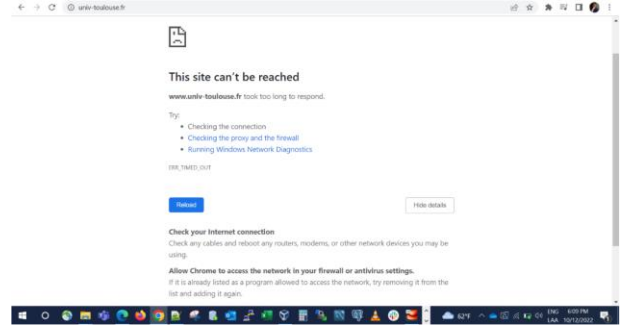 univ-toulouse.fr
This site can't be reached
www.univ-toulouse.fr took too long to respond.
Try:
• Checking the connection
• Checking the proxy and the firewall
• Running Windows Network Diagnostics
ERR_TIMED_OUT
Reload
Hide details
Check your Internet connection
Check any cables and reboot any routers, modems, or other network devices you may be
using.
Allow Chrome to access the network in your firewall or antivirus settings.
If it is already listed as a program allowed to access the network, try removing it from the
list and adding it again.
62°F
ENG
LAA
6:09 PM
10/12/2022